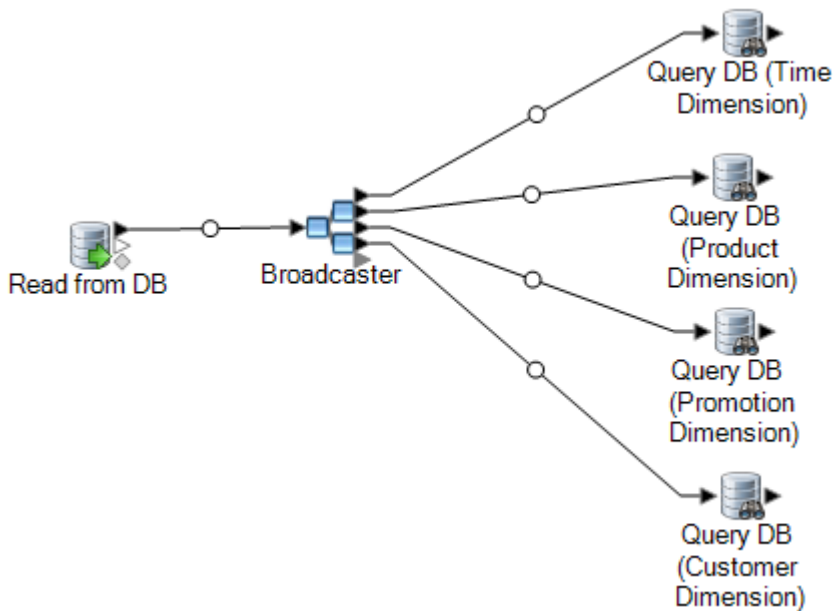 Query DB (Time
Dimension)
Query DB
(Product
Dimension)
Read from DB
Broadcaster
Query DB
(Promotion
Dimension)
Query DB
(Customer
Dimension)